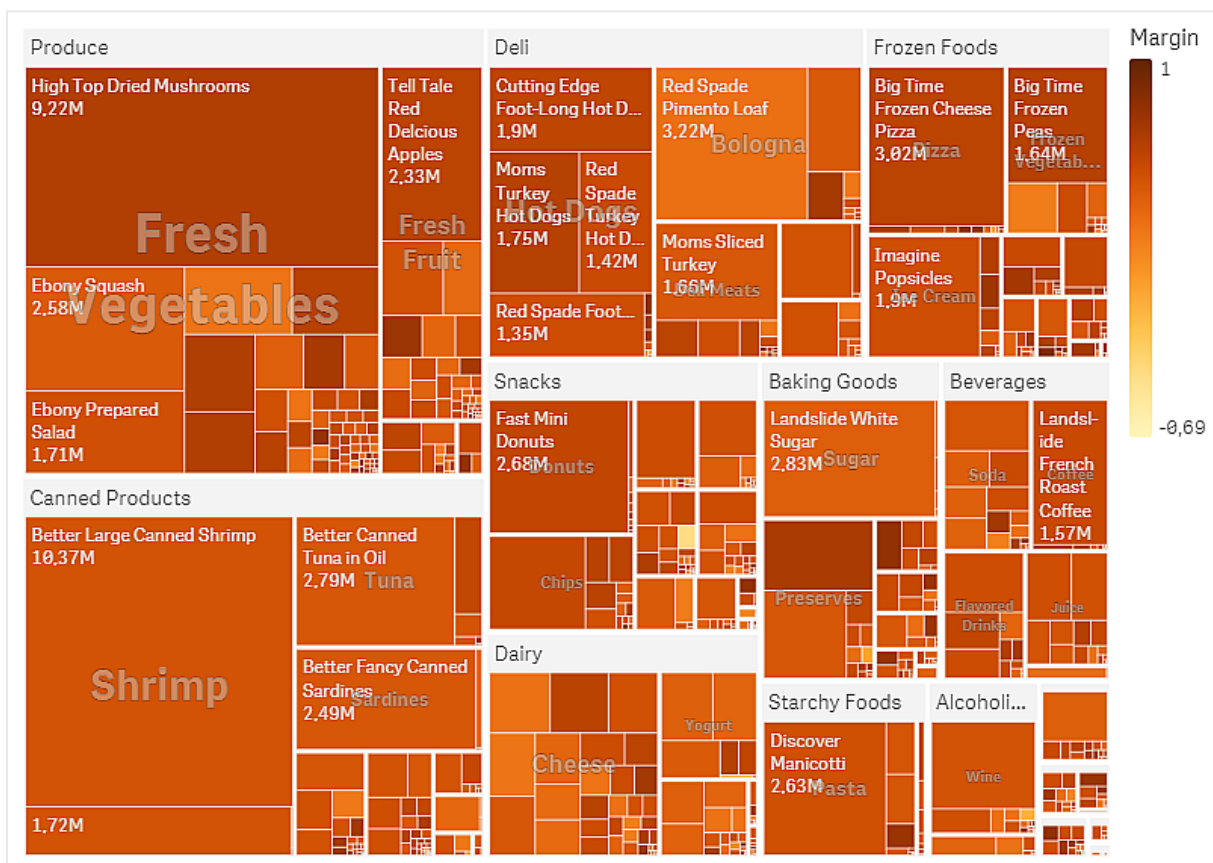 Produce
High Top Dried Mushrooms
9,22M
Fresh
Vegetables
Tell Tale
Red
Delcious
Apples
2,33M
Fresh
Fruit
Ebony Squash
2,58M
Ebony Prepared
Salad
1,71M
Deli
Cutting Edge
Foot-Long Hot D...
1,9M
Moms
Turkey
Hot Dogs
1,75M
Red
Spade
Turkey
Hot D...
1,42M
Hot Dogs
Red Spade Foot...
1,35M
Red Spade
Pimento Loaf
3,22M
Bologna
Moms Sliced
Turkey
1,66M
Deli Meats
Frozen Foods
Big Time
Frozen Cheese
Pizza
3,02M
Pizza
Big Time
Frozen
Peas
1,64M
Frozen
Vegetab...
Imagine
Popsicles
1,9M
Ice Cream
Margin
1
-0,69
Canned Products
Better Large Canned Shrimp
10,37M
Shrimp
1,72M
Better Canned
Tuna in Oil
2,79M
Tuna
Better Fancy Canned
Sardines
2,49M
Sardines
Snacks
Fast Mini
Donuts
2,68M
Donuts
Chips
Baking Goods
Landslide White
Sugar
2,83M
Sugar
Preserves
Beverages
Soda
Landsl-
ide
French
Roast
Coffee
1,57M
Coffee
Flavored
Drinks
Juice
Dairy
Cheese
Yogurt
Starchy Foods
Discover
Manicotti
2,63M
Pasta
Alcoholi...
Wine